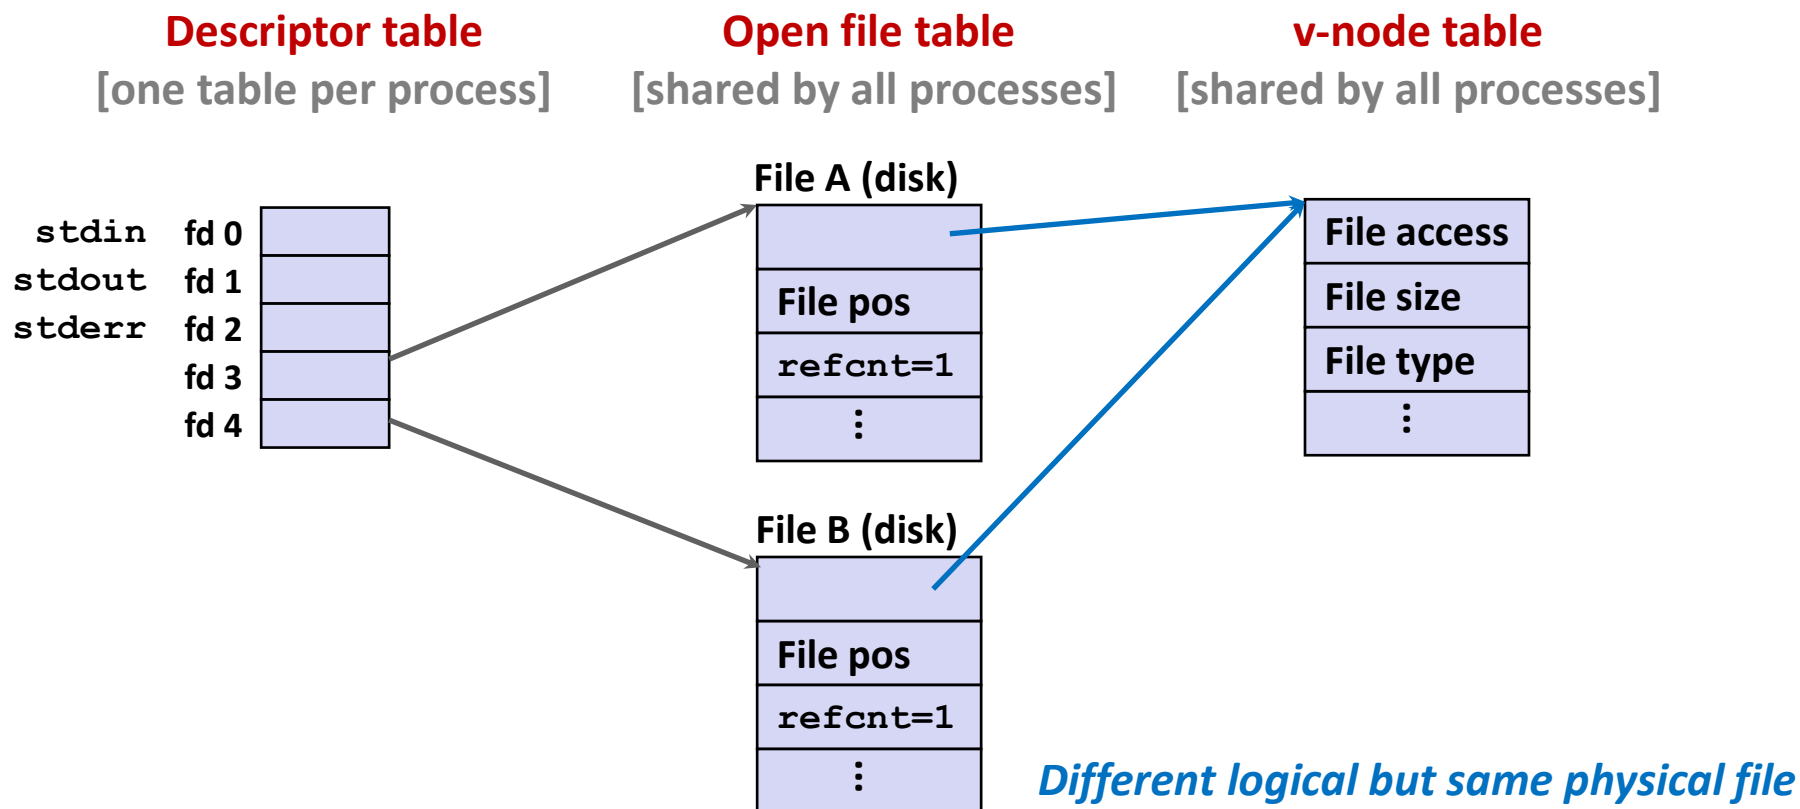 Descriptor table
[one table per process]
Open file table
[shared by all processes]
v-node table
[shared by all processes]
stdin fd 0
stdout fd 1
stderr fd 2
fd 3
fd 4
File A (disk)
File pos
refcnt=1
⋮
File B (disk)
File pos
refcnt=1
⋮
File access
File size
File type
⋮
Different logical but same physical file